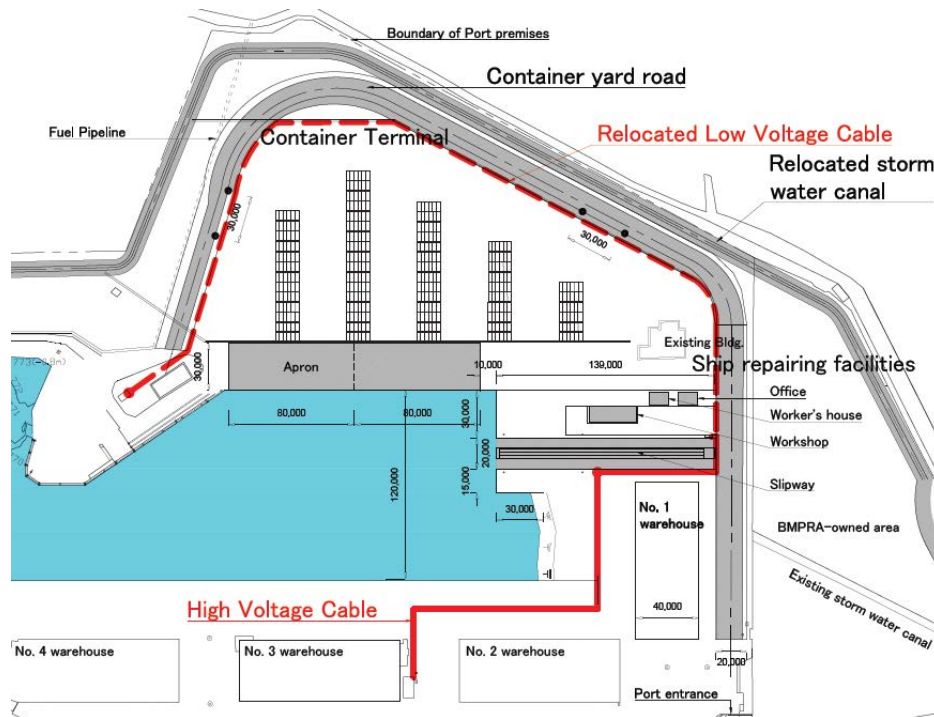 Boundary of Port premises
Container yard road
Fuel Pipeline
Container Terminal
Relocated Low Voltage Cable
Relocated storm
water canal
30,000
30,000
Existing Bldg.
Ship repairing facilities
30,000
Apron
10,000
139,000
Office
80,000
80,000
30,000
Worker's house
Workshop
20,000
120,000
15,000
Slipway
30,000
No. 1
warehouse
BMPRA-owned area
Existing storm water canal
High Voltage Cable
40,000
No. 4 warehouse
No. 3 warehouse
No. 2 warehouse
20,000
Port entrance